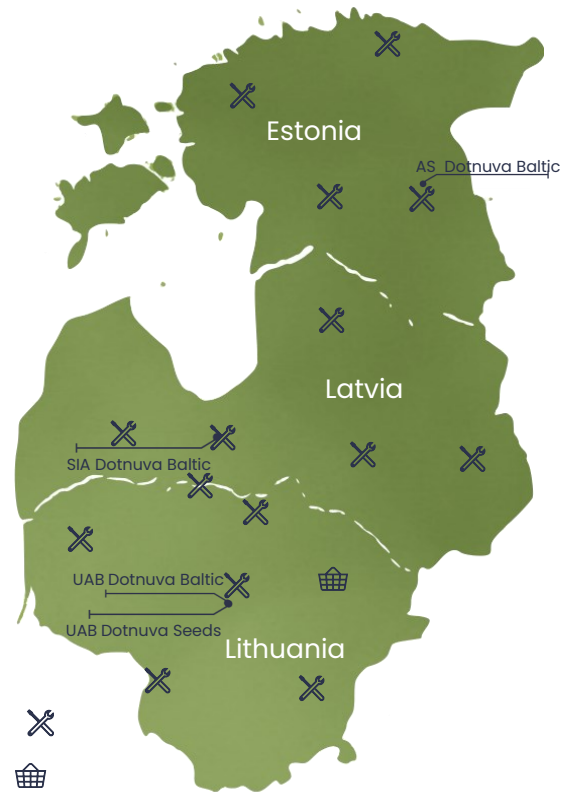 Estonia
AS Dotnuva Baltic
Latvia
SIA Dotnuva Baltic
UAB Dotnuva Baltic
UAB Dotnuva Seeds
Lithuania